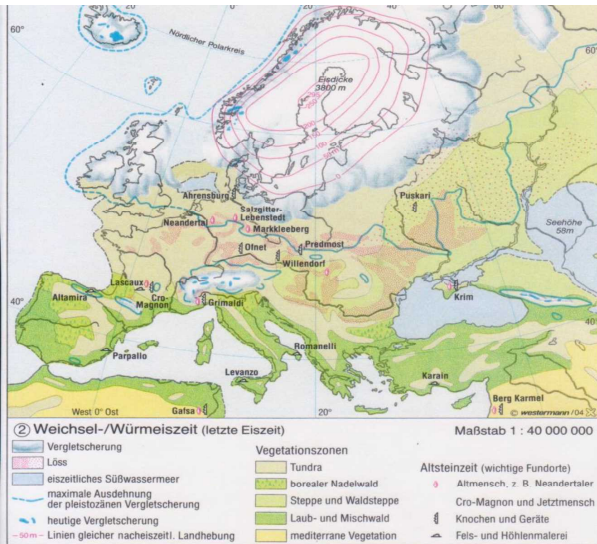 60°
Nördlicher Polarkreis
Eisdicke
3800 m
60°
Ahrensburg
Salzgitter-
Lebenstedt
Neandertal
Markkleeberg
Puskari
Seehöhe
58m
Ofnet
Predmost
Willendorf
Lascaux
Altamira
Cro-
Magnon
Grimaldi
Krim
40°
40°
Parpallo
Romanelli
Levanzo
Karain
Berg Karmel
West 0° Ost
Gafsa
20°
© westermann /04
② Weichsel-/Würmeiszeit (letzte Eiszeit)
Maßstab 1 : 40 000 000
Vergletscherung
Löss
eiszeitliches Süßwassermeer
maximale Ausdehnung
der pleistozänen Vergletscherung
heutige Vergletscherung
-50m- Linien gleicher nacheiszeitl. Landhebung
Vegetationszonen
Tundra
borealer Nadelwald
Steppe und Waldsteppe
Laub- und Mischwald
mediterrane Vegetation
Altsteinzeit (wichtige Fundorte)
Altmensch, z. B. Neandertaler
Cro-Magnon und Jetztmensch
Knochen und Geräte
Fels- und Höhlenmalerei